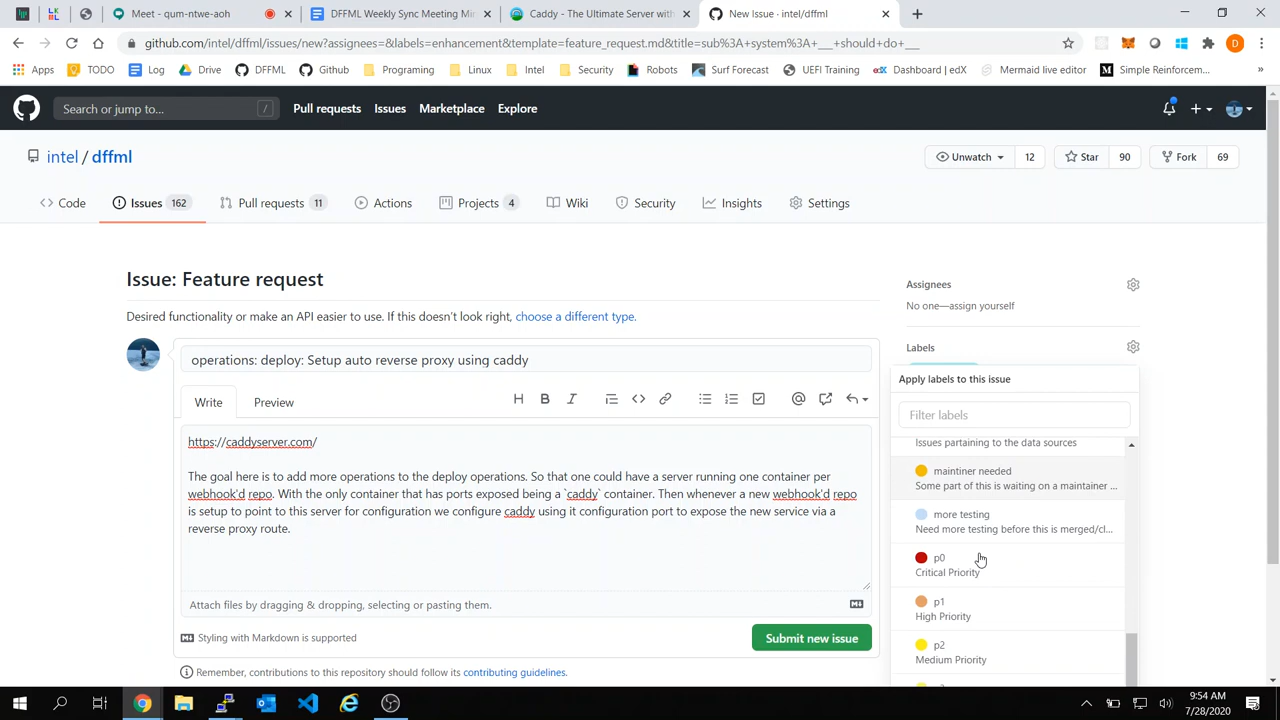 Meet - qum-ntwe-aoh
DFFML Weekly Sync Meeting Mi
Caddy - The Ultimate Server with
New Issue · intel/dffml
github.com/intel/dffml/issues/new?assignees=&labels=enhancement&template=feature_request.md&title=sub%3A+system%3A+___+should+do+___
Apps
TODO
Log
Drive
DFFML
Github
Programing
Linux
Intel
Security
Robots
Surf Forecast
UEFI Training
Dashboard | edX
Mermaid live editor
Simple Reinforcem...
»
Search or jump to...
/
Pull requests
Issues
Marketplace
Explore
intel / dffml
Unwatch
12
Star
90
Fork
69
Code
Issues 162
Pull requests 11
Actions
Projects 4
Wiki
Security
Insights
Settings
Issue: Feature request
Desired functionality or make an API easier to use. If this doesn't look right, choose a different type.
operations: deploy: Setup auto reverse proxy using caddy
Write
Preview
https://caddyserver.com/
The goal here is to add more operations to the deploy operations. So that one could have a server running one container per
webhook'd repo. With the only container that has ports exposed being a `caddy` container. Then whenever a new webhook'd repo
is setup to point to this server for configuration we configure caddy using it configuration port to expose the new service via a
reverse proxy route.
Attach files by dragging & dropping, selecting or pasting them.
Styling with Markdown is supported
Submit new issue
Remember, contributions to this repository should follow its contributing guidelines.
Assignees
No one—assign yourself
Labels
Apply labels to this issue
Filter labels
Issues pertaining to the data sources
maintiner needed
Some part of this is waiting on a maintainer ...
more testing
Need more testing before this is merged/cl...
p0
Critical Priority
p1
High Priority
p2
Medium Priority
9:54 AM
7/28/2020